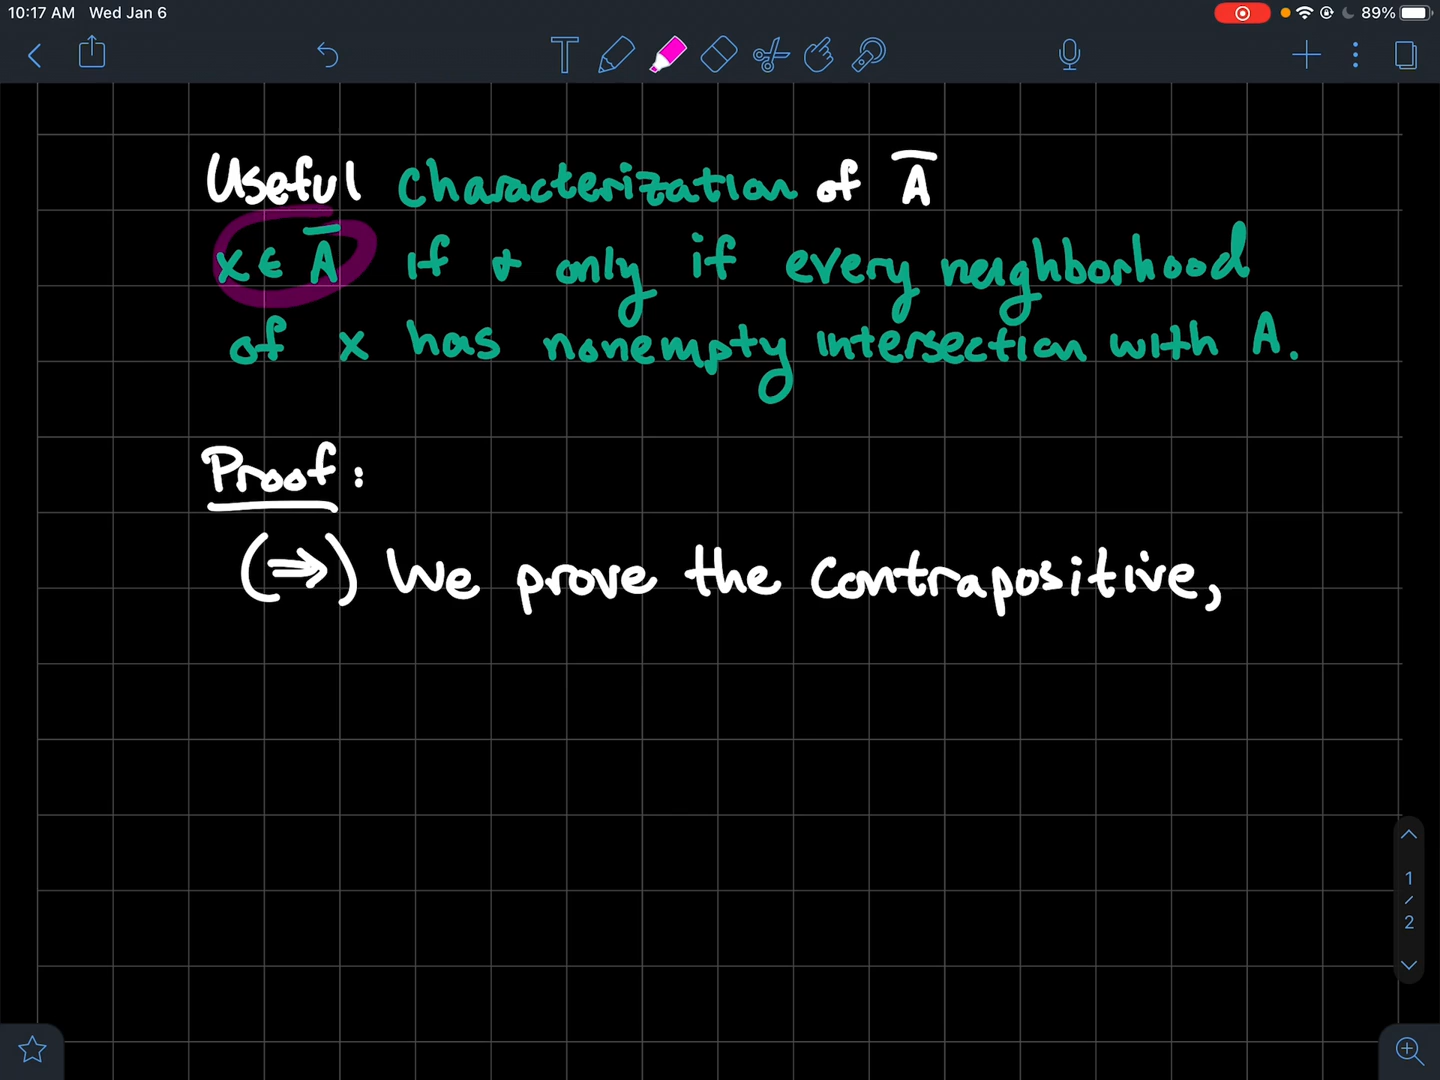 10:17 AM Wed Jan 6
89%
Useful Characterization of A̅
x ∈ A̅ if & only if every neighborhood
of x has nonempty intersection with A.
Proof:
(⇒) We prove the contrapositive,
1
/
2